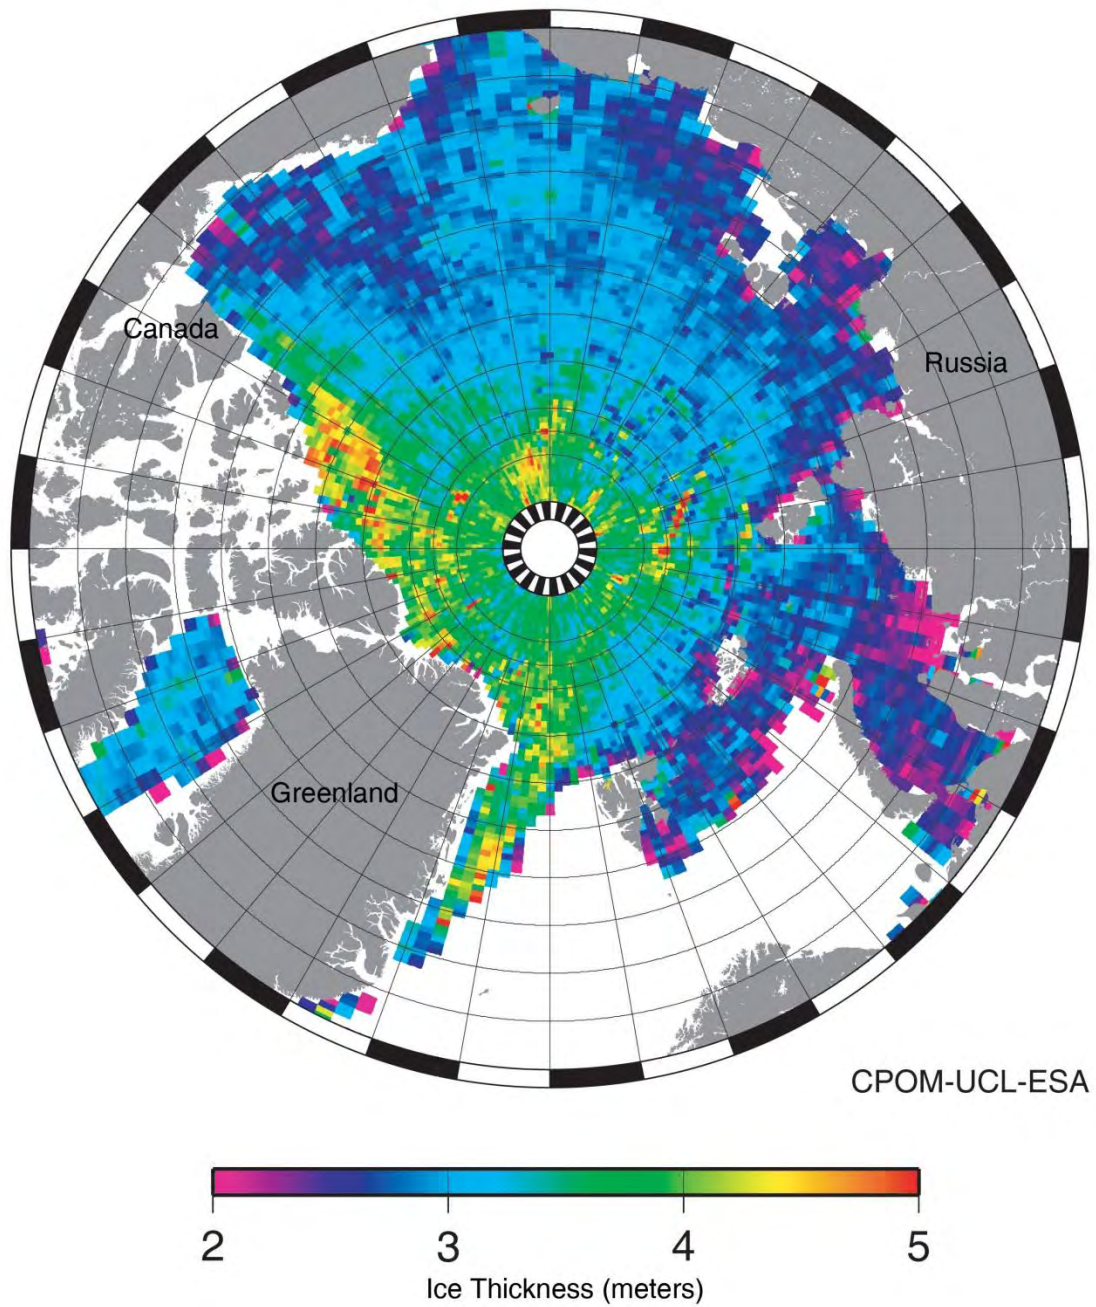 Canada
Russia
Greenland
CPOM-UCL-ESA
2 3 4 5
Ice Thickness (meters)